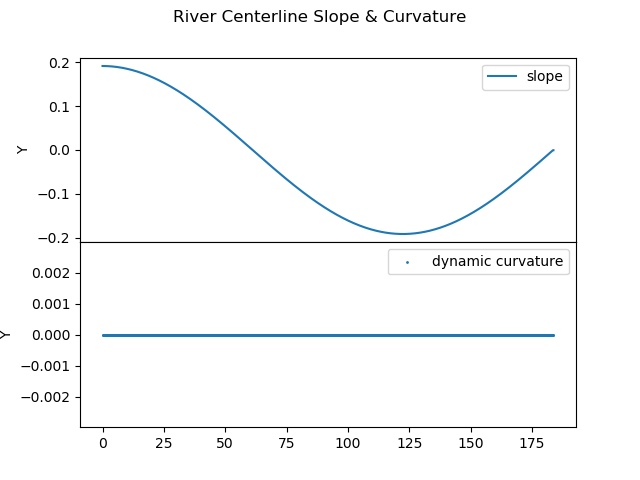 River Centerline Slope & Curvature
0.2
slope
0.1
Y
0.0
−0.1
−0.2
dynamic curvature
0.002
0.001
Y
0.000
−0.001
−0.002
0 25 50 75 100 125 150 175